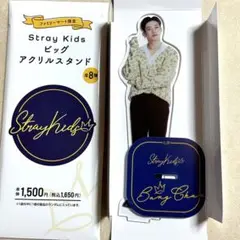 ファミリーマート限定
Stray Kids
ビッグ
アクリルスタンド
全8種
Stray Kids
1,500円(税込1,650円)
Stray Kids
Bang Chan